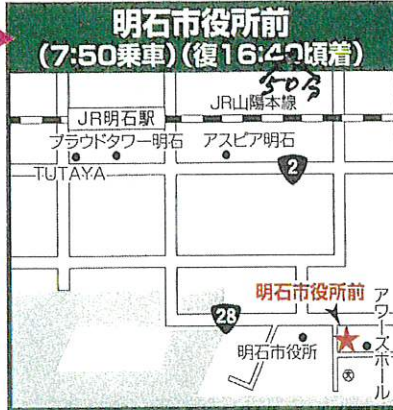 明石市役所前
(7:50乗車)(復16:40頃着)
50分
JR山陽本線
JR明石駅
プラウドタワー明石
アスピア明石
TUTAYA
2
28
明石市役所前
アワーズホール
明石市役所
文